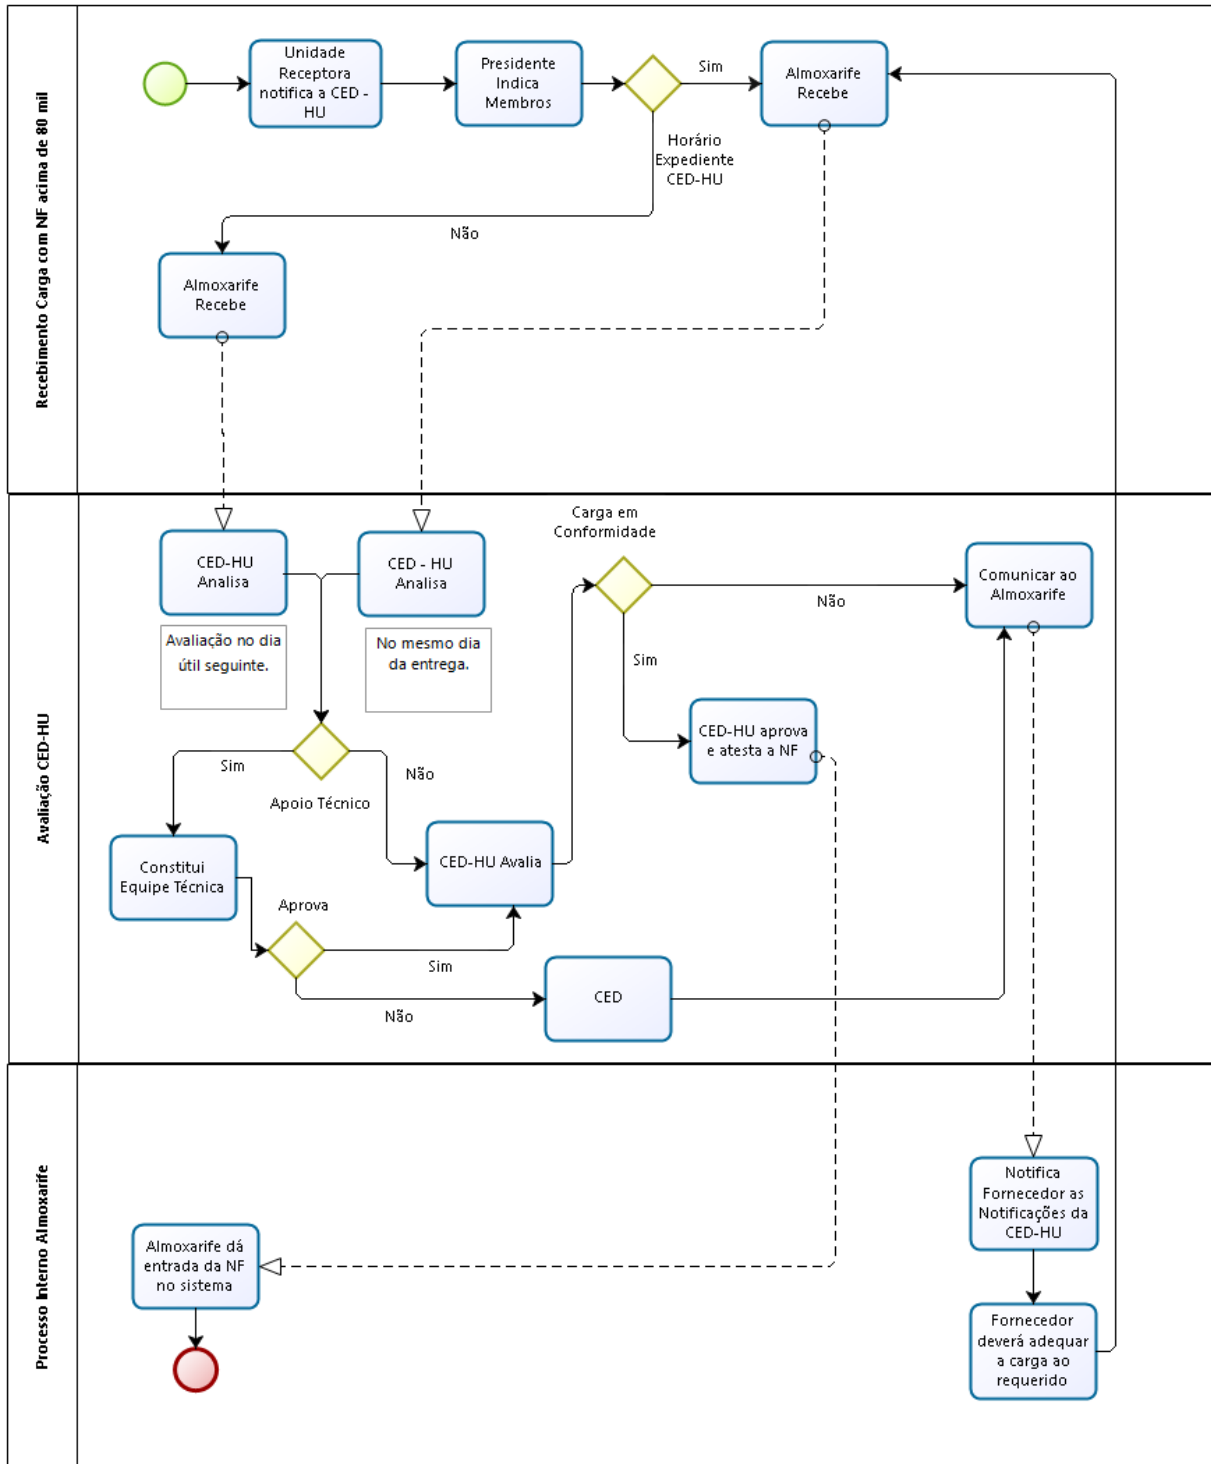 Recebimento Carga com NF acima de 80 mil
Unidade
Receptora
notifica a CED -
HU
Presidente
Indica
Membros
Sim
Almoxarife
Recebe
Horário
Expediente
CED-HU
Não
Almoxarife
Recebe
Avaliação CED-HU
CED-HU
Analisa
CED - HU
Analisa
Carga em
Conformidade
Não
Comunicar ao
Almoxarife
Avaliação no dia
útil seguinte.
No mesmo dia
da entrega.
Sim
CED-HU aprova
e atesta a NF
Sim
Não
Apoio Técnico
Constitui
Equipe Técnica
CED-HU Avalia
Aprova
Sim
Não
CED
Processo Interno Almoxarife
Notifica
Fornecedor as
Notificações da
CED-HU
Almoxarife dá
entrada da NF
no sistema
Fornecedor
deverá adequar
a carga ao
requerido